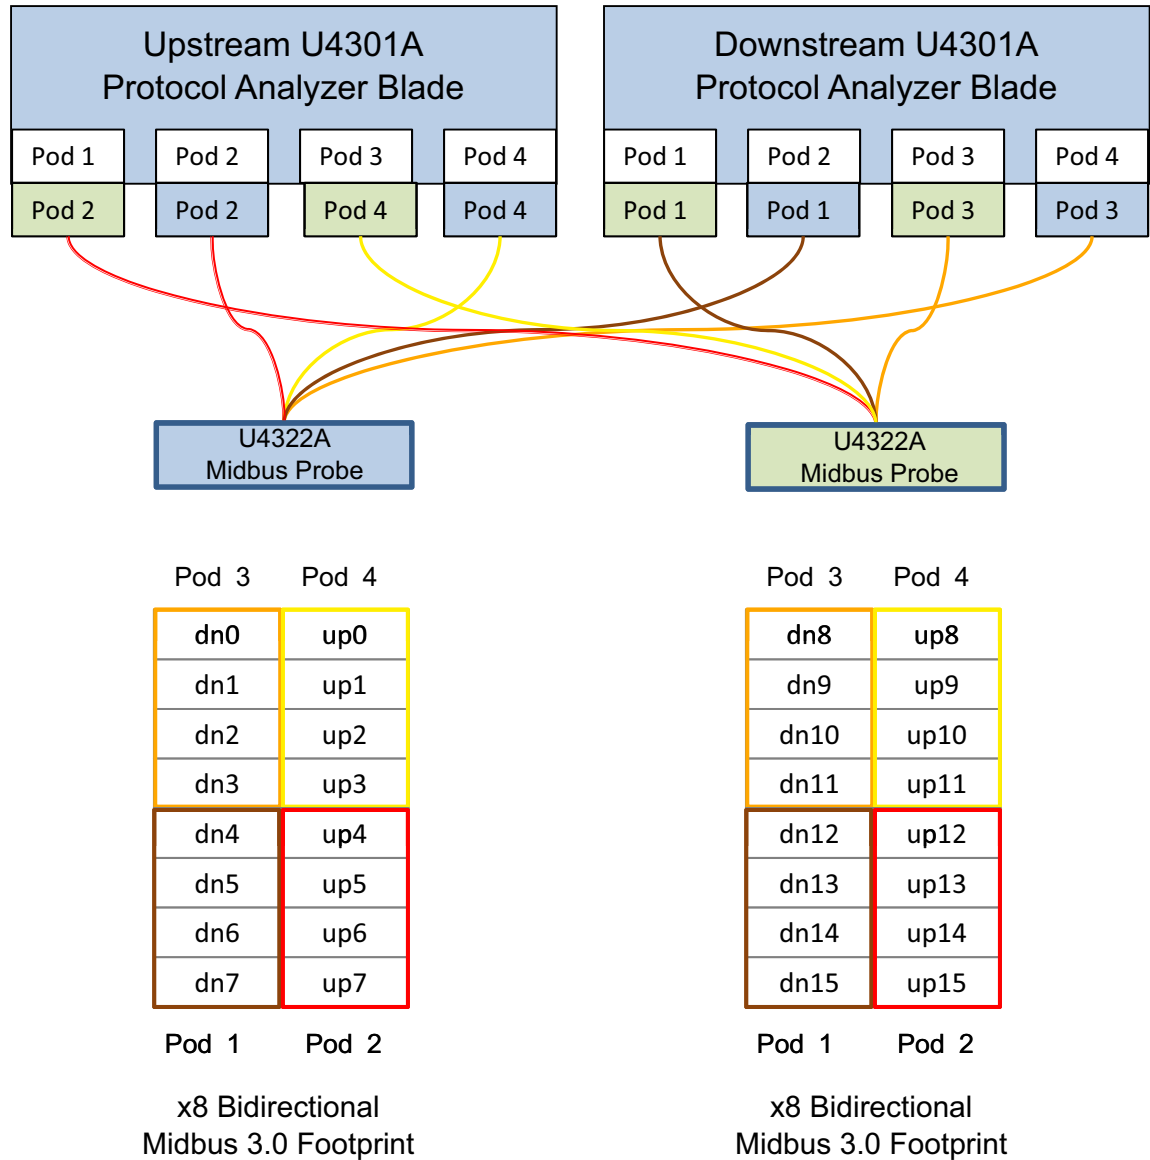 Upstream U4301A
Protocol Analyzer Blade
Downstream U4301A
Protocol Analyzer Blade
Pod 1 Pod 2 Pod 3 Pod 4
Pod 1 Pod 2 Pod 3 Pod 4
Pod 2 Pod 2 Pod 4 Pod 4
Pod 1 Pod 1 Pod 3 Pod 3
U4322A
Midbus Probe
U4322A
Midbus Probe
Pod 3 Pod 4
dn0 up0
dn1 up1
dn2 up2
dn3 up3
dn4 up4
dn5 up5
dn6 up6
dn7 up7
Pod 1 Pod 2
x8 Bidirectional
Midbus 3.0 Footprint
Pod 3 Pod 4
dn8 up8
dn9 up9
dn10 up10
dn11 up11
dn12 up12
dn13 up13
dn14 up14
dn15 up15
Pod 1 Pod 2
x8 Bidirectional
Midbus 3.0 Footprint